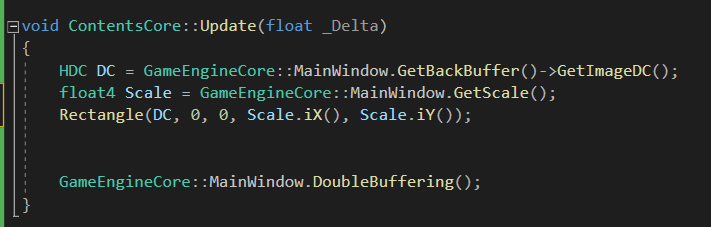 void ContentsCore::Update(float _Delta)
{
HDC DC = GameEngineCore::MainWindow.GetBackBuffer()->GetImageDC();
float4 Scale = GameEngineCore::MainWindow.GetScale();
Rectangle(DC, 0, 0, Scale.iX(), Scale.iY());
GameEngineCore::MainWindow.DoubleBuffering();
}